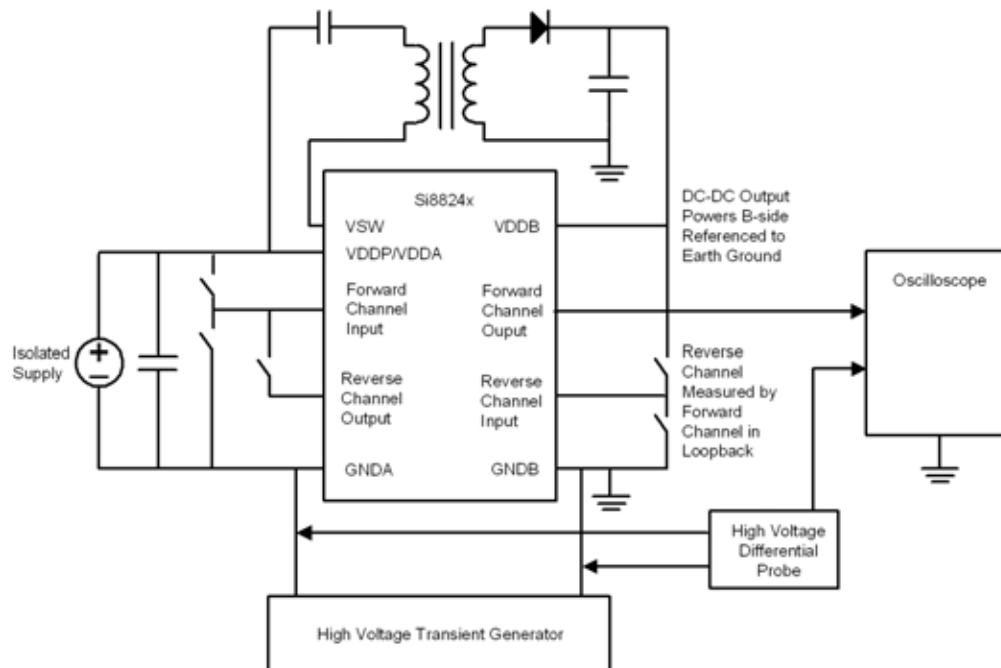 Si8824x
VSW
VDDB
VDDP/VDDA
DC-DC Output
Powers B-side
Referenced to
Earth Ground
Forward
Channel
Input
Forward
Channel
Ouput
Oscilloscope
Isolated
Supply
Reverse
Channel
Output
Reverse
Channel
Input
Reverse
Channel
Measured by
Forward
Channel in
Loopback
GNDA
GNDB
High Voltage
Differential
Probe
High Voltage Transient Generator